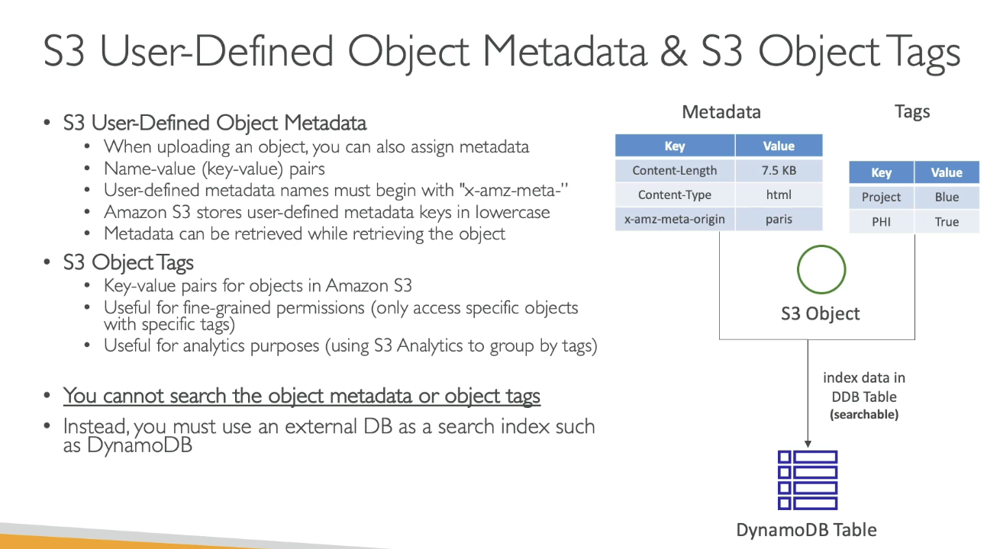 S3 User-Defined Object Metadata & S3 Object Tags
• S3 User-Defined Object Metadata
• When uploading an object, you can also assign metadata
• Name-value (key-value) pairs
• User-defined metadata names must begin with "x-amz-meta-”
• Amazon S3 stores user-defined metadata keys in lowercase
• Metadata can be retrieved while retrieving the object
• S3 Object Tags
• Key-value pairs for objects in Amazon S3
• Useful for fine-grained permissions (only access specific objects
with specific tags)
• Useful for analytics purposes (using S3 Analytics to group by tags)
• You cannot search the object metadata or object tags
• Instead, you must use an external DB as a search index such
as DynamoDB
Metadata
Key Value
Content-Length 7.5 KB
Content-Type html
x-amz-meta-origin paris
Tags
Key Value
Project Blue
PHI True
S3 Object
index data in
DDB Table
(searchable)
DynamoDB Table